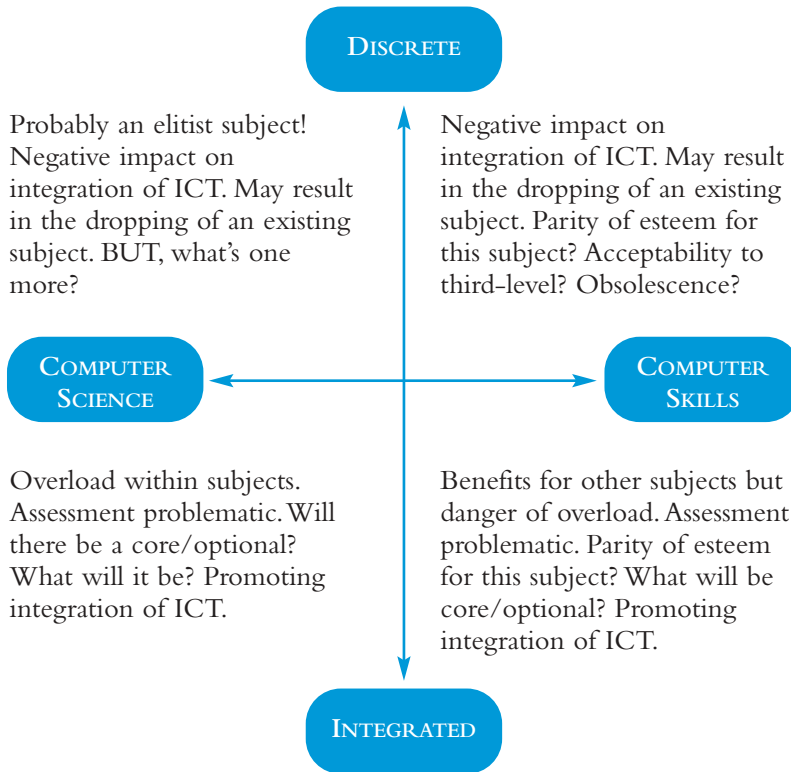 DISCRETE
Probably an elitist subject!
Negative impact on
integration of ICT. May result
in the dropping of an existing
subject. BUT, what's one
more?
Negative impact on
integration of ICT. May result
in the dropping of an existing
subject. Parity of esteem for
this subject? Acceptability to
third-level? Obsolescence?
COMPUTER
SCIENCE
COMPUTER
SKILLS
Overload within subjects.
Assessment problematic. Will
there be a core/optional?
What will it be? Promoting
integration of ICT.
Benefits for other subjects but
danger of overload. Assessment
problematic. Parity of esteem
for this subject? What will be
core/optional? Promoting
integration of ICT.
INTEGRATED